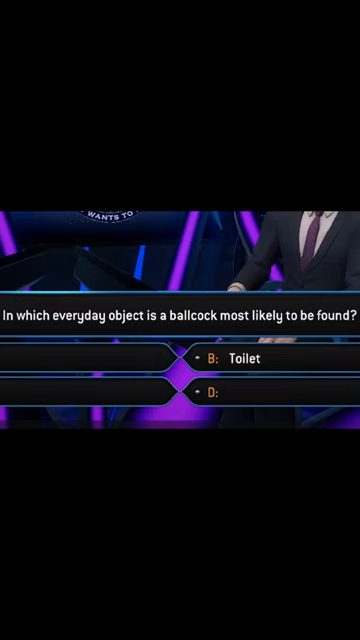 WANTS TO
In which everyday object is a ballcock most likely to be found?
B: Toilet
D: